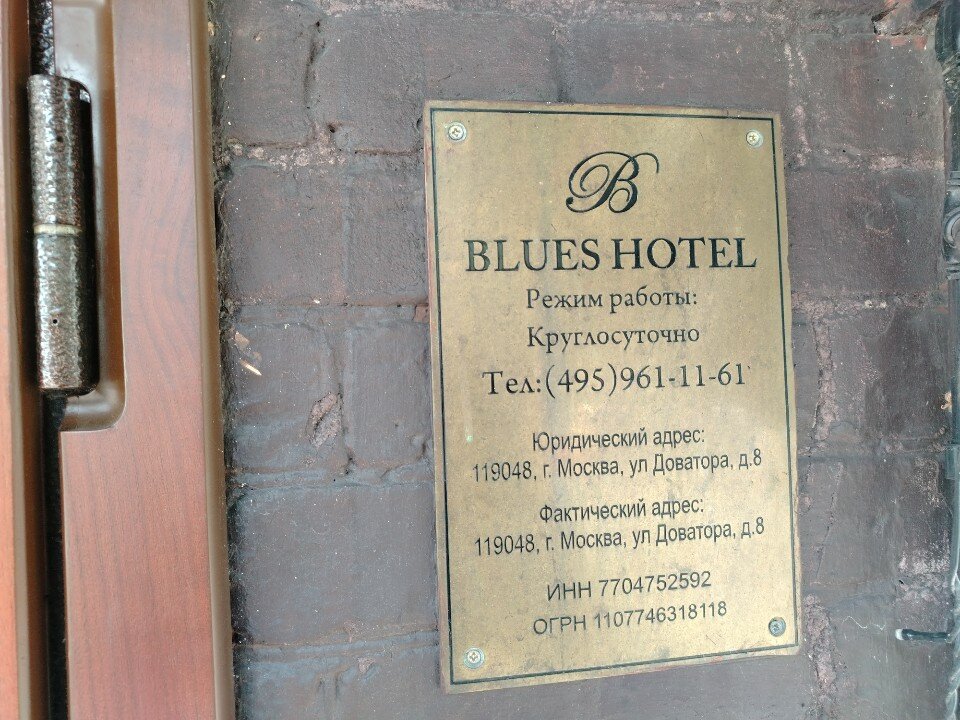 B
BLUES HOTEL
Режим работы:
Круглосуточно
Тел:(495)961-11-61
Юридический адрес:
119048, г. Москва, ул Доватора, д.8
Фактический адрес:
119048, г. Москва, ул Доватора, д.8
ИНН 7704752592
ОГРН 1107746318118